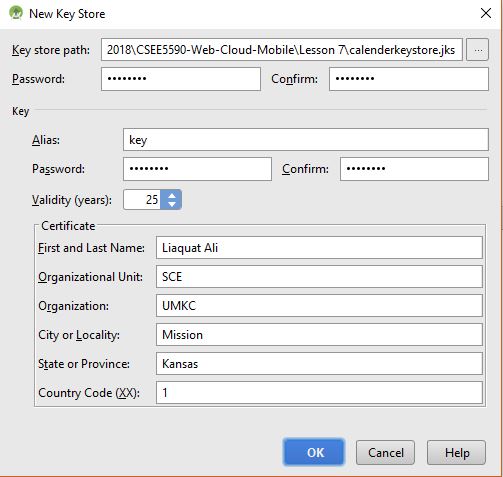 New Key Store
Key store path: 2018\CSEE5590-Web-Cloud-Mobile\Lesson 7\calenderkeystore.jks ...
Password: •••••••• Confirm: ••••••••
Key
Alias: key
Password: •••••••• Confirm: ••••••••
Validity (years): 25
Certificate
First and Last Name: Liaquat Ali
Organizational Unit: SCE
Organization: UMKC
City or Locality: Mission
State or Province: Kansas
Country Code (XX): 1
OK Cancel Help